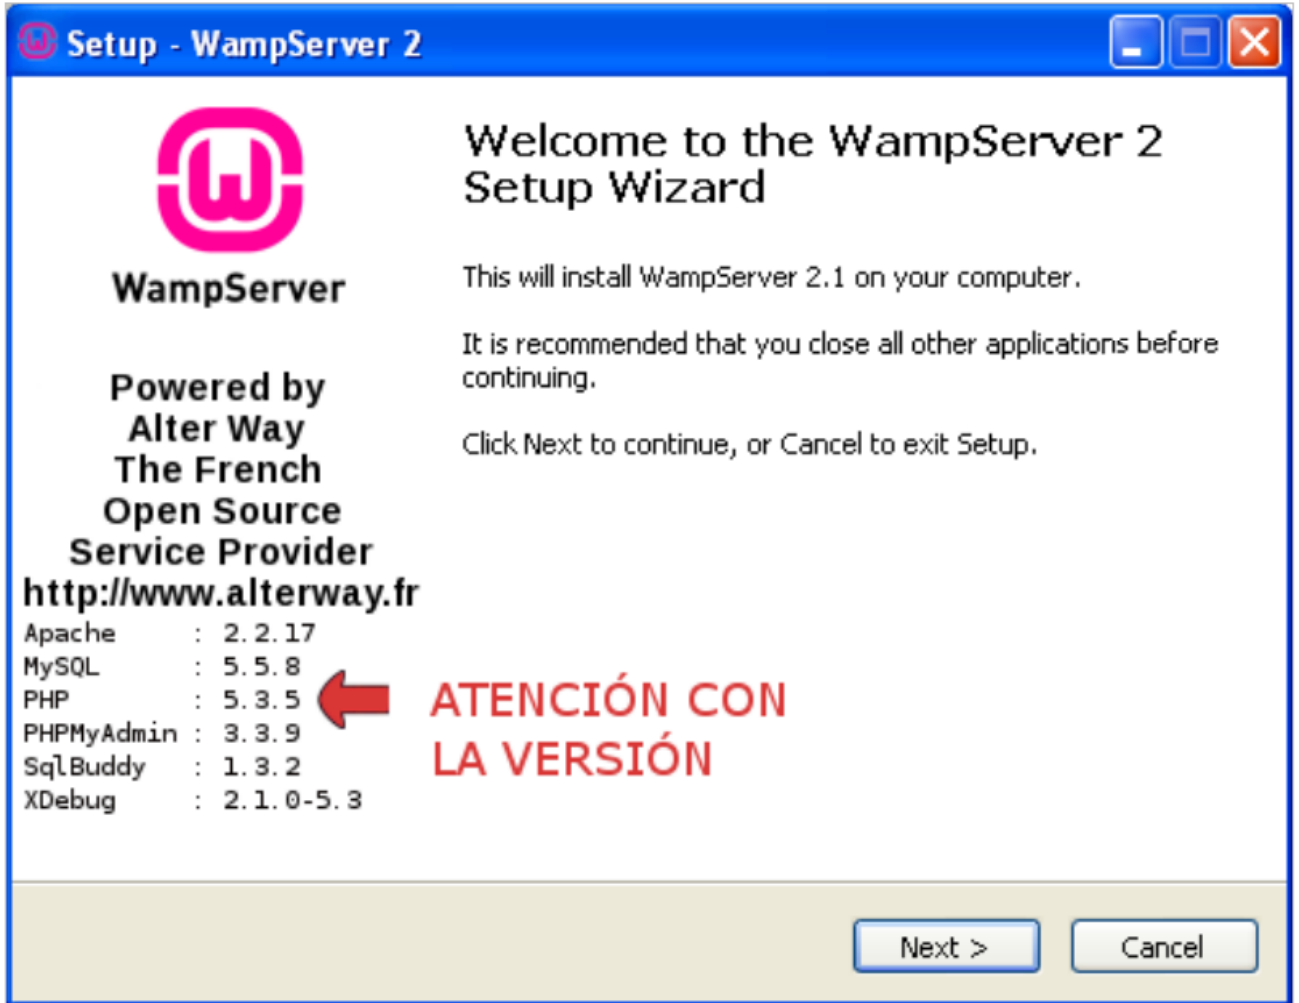 Setup - WampServer 2
WampServer
Powered by
Alter Way
The French
Open Source
Service Provider
http://www.alterway.fr
Apache : 2.2.17
MySQL : 5.5.8
PHP : 5.3.5
PHPMyAdmin : 3.3.9
SqlBuddy : 1.3.2
XDebug : 2.1.0-5.3
Welcome to the WampServer 2
Setup Wizard
This will install WampServer 2.1 on your computer.
It is recommended that you close all other applications before
continuing.
Click Next to continue, or Cancel to exit Setup.
ATENCIÓN CON
LA VERSIÓN
Next >
Cancel